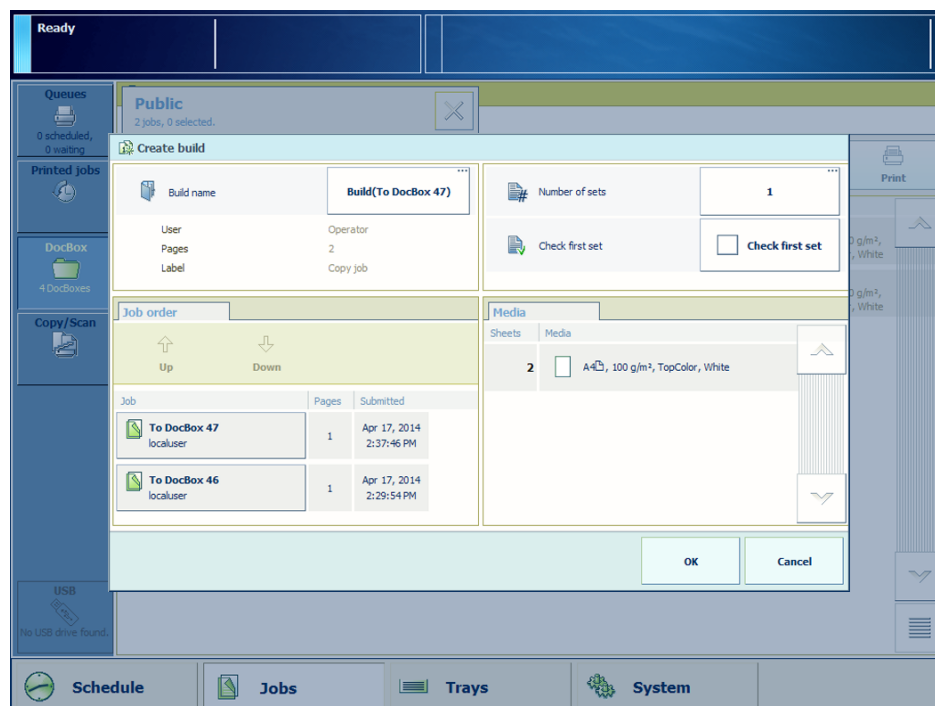 Ready
Queues
0 scheduled,
0 waiting
Printed jobs
DocBox
4 DocBoxes
Copy/Scan
USB
No USB drive found.
Public
2 jobs, 0 selected.
Create build
Build name
Build(To DocBox 47)
User Operator
Pages 2
Label Copy job
Number of sets
1
Check first set
Check first set
Job order
Up Down
Job Pages Submitted
To DocBox 47
localuser
1
Apr 17, 2014
2:37:46 PM
To DocBox 46
localuser
1
Apr 17, 2014
2:29:54 PM
Media
Sheets Media
2 A4, 100 g/m², TopColor, White
OK Cancel
Print
g/m²,
, White
g/m²,
, White
Schedule Jobs Trays System